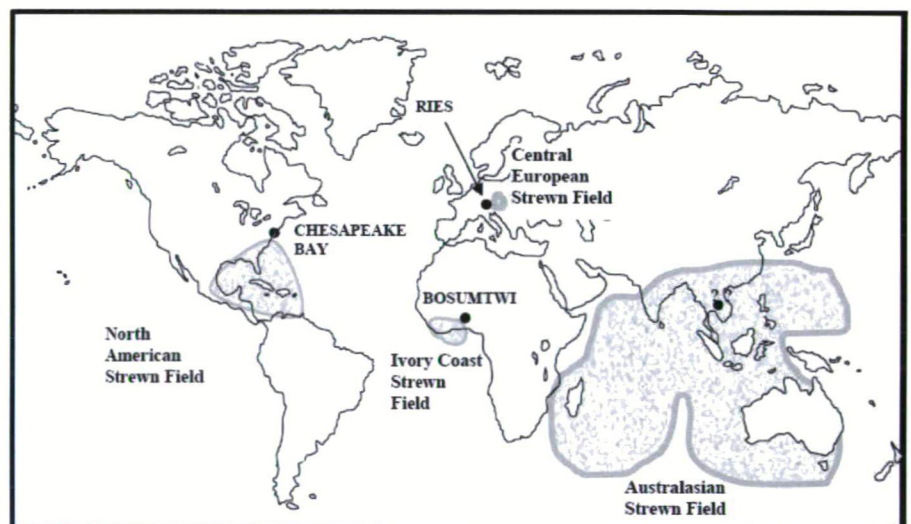 RIES
Central
European
Strewn Field
CHESAPEAKE
BAY
BOSUMTWI
?
North
American
Strewn Field
Ivory Coast
Strewn
Field
Australasian
Strewn Field